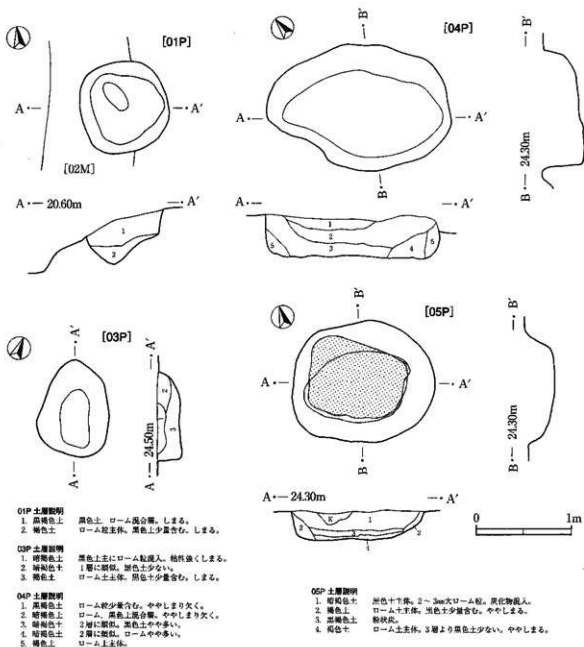 [01P]
A A'
[02M]
A 20.60m A'
1
2
B'
[04P]
A A'
B
A A'
1
2
3
4
5
5
B'
24.30m
B
[03P]
A'
A
A'
24.50m
A
2
3
B'
[05P]
A A'
B
A 24.30m A'
K
1
2
2
3
4
B'
24.30m
B
0 1m
01P 土層説明
1. 黒褐色土 黒色土、ローム混合層。しまる。
2. 褐色土 ローム粒主体。黒色土少量含む。しまる。
03P 土層説明
1. 暗褐色土 黒色土主にローム粒混入。粘性強くしまる。
2. 暗褐色土 1層に類似。黒色土少ない。
3. 褐色土 ローム土主体。黒色土少量含む。しまる。
04P 土層説明
1. 黒褐色土 ローム粒少量含む。ややしまり欠く。
2. 暗褐色土 ローム、黒色土混合層。ややしまり欠く。
3. 暗褐色土 2層に類似。黒色土やや多い。
4. 暗褐色土 2層に類似。ロームやや多い。
5. 褐色土 ローム土主体。
05P 土層説明
1. 暗褐色土 黒色土主体。2～3㎜大ローム粒。炭化物混入。
2. 褐色土 ローム土主体。黒色土少量含む。ややしまる。
3. 黒褐色土 粉状炭。
4. 褐色土 ローム土主体。3層より黒色土少ない。ややしまる。